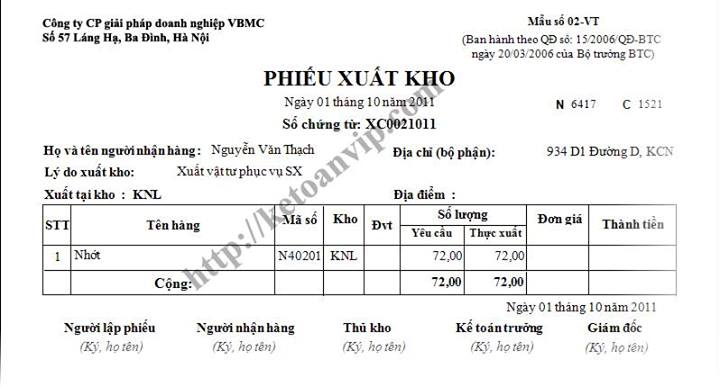 Công ty CP giải pháp doanh nghiệp VBMC
Số 57 Láng Hạ, Ba Đình, Hà Nội
Mẫu số 02-VT
(Ban hành theo QĐ số: 15/2006/QĐ-BTC
ngày 20/03/2006 của Bộ trưởng BTC)
PHIẾU XUẤT KHO
Ngày 01 tháng 10 năm 2011
N 6417 C 1521
Số chứng từ: XC0021011
Họ và tên người nhận hàng: Nguyễn Văn Thạch Địa chỉ (bộ phận): 934 D1 Đường D, KCN
Lý do xuất kho: Xuất vật tư phục vụ SX
Xuất tại kho : KNL Địa điểm :
STT Tên hàng Mã số Kho Đvt Số lượng Đơn giá Thành tiền
Yêu cầu Thực xuất
1 Nhớt N40201 KNL 72,00 72,00
Cộng: 72,00 72,00
Ngày 01 tháng 10 năm 2011
Người lập phiếu Người nhận hàng Thủ kho Kế toán trưởng Giám đốc
(Ký, họ tên) (Ký, họ tên) (Ký, họ tên) (Ký, họ tên) (Ký, họ tên)
http://ketoanvip.com